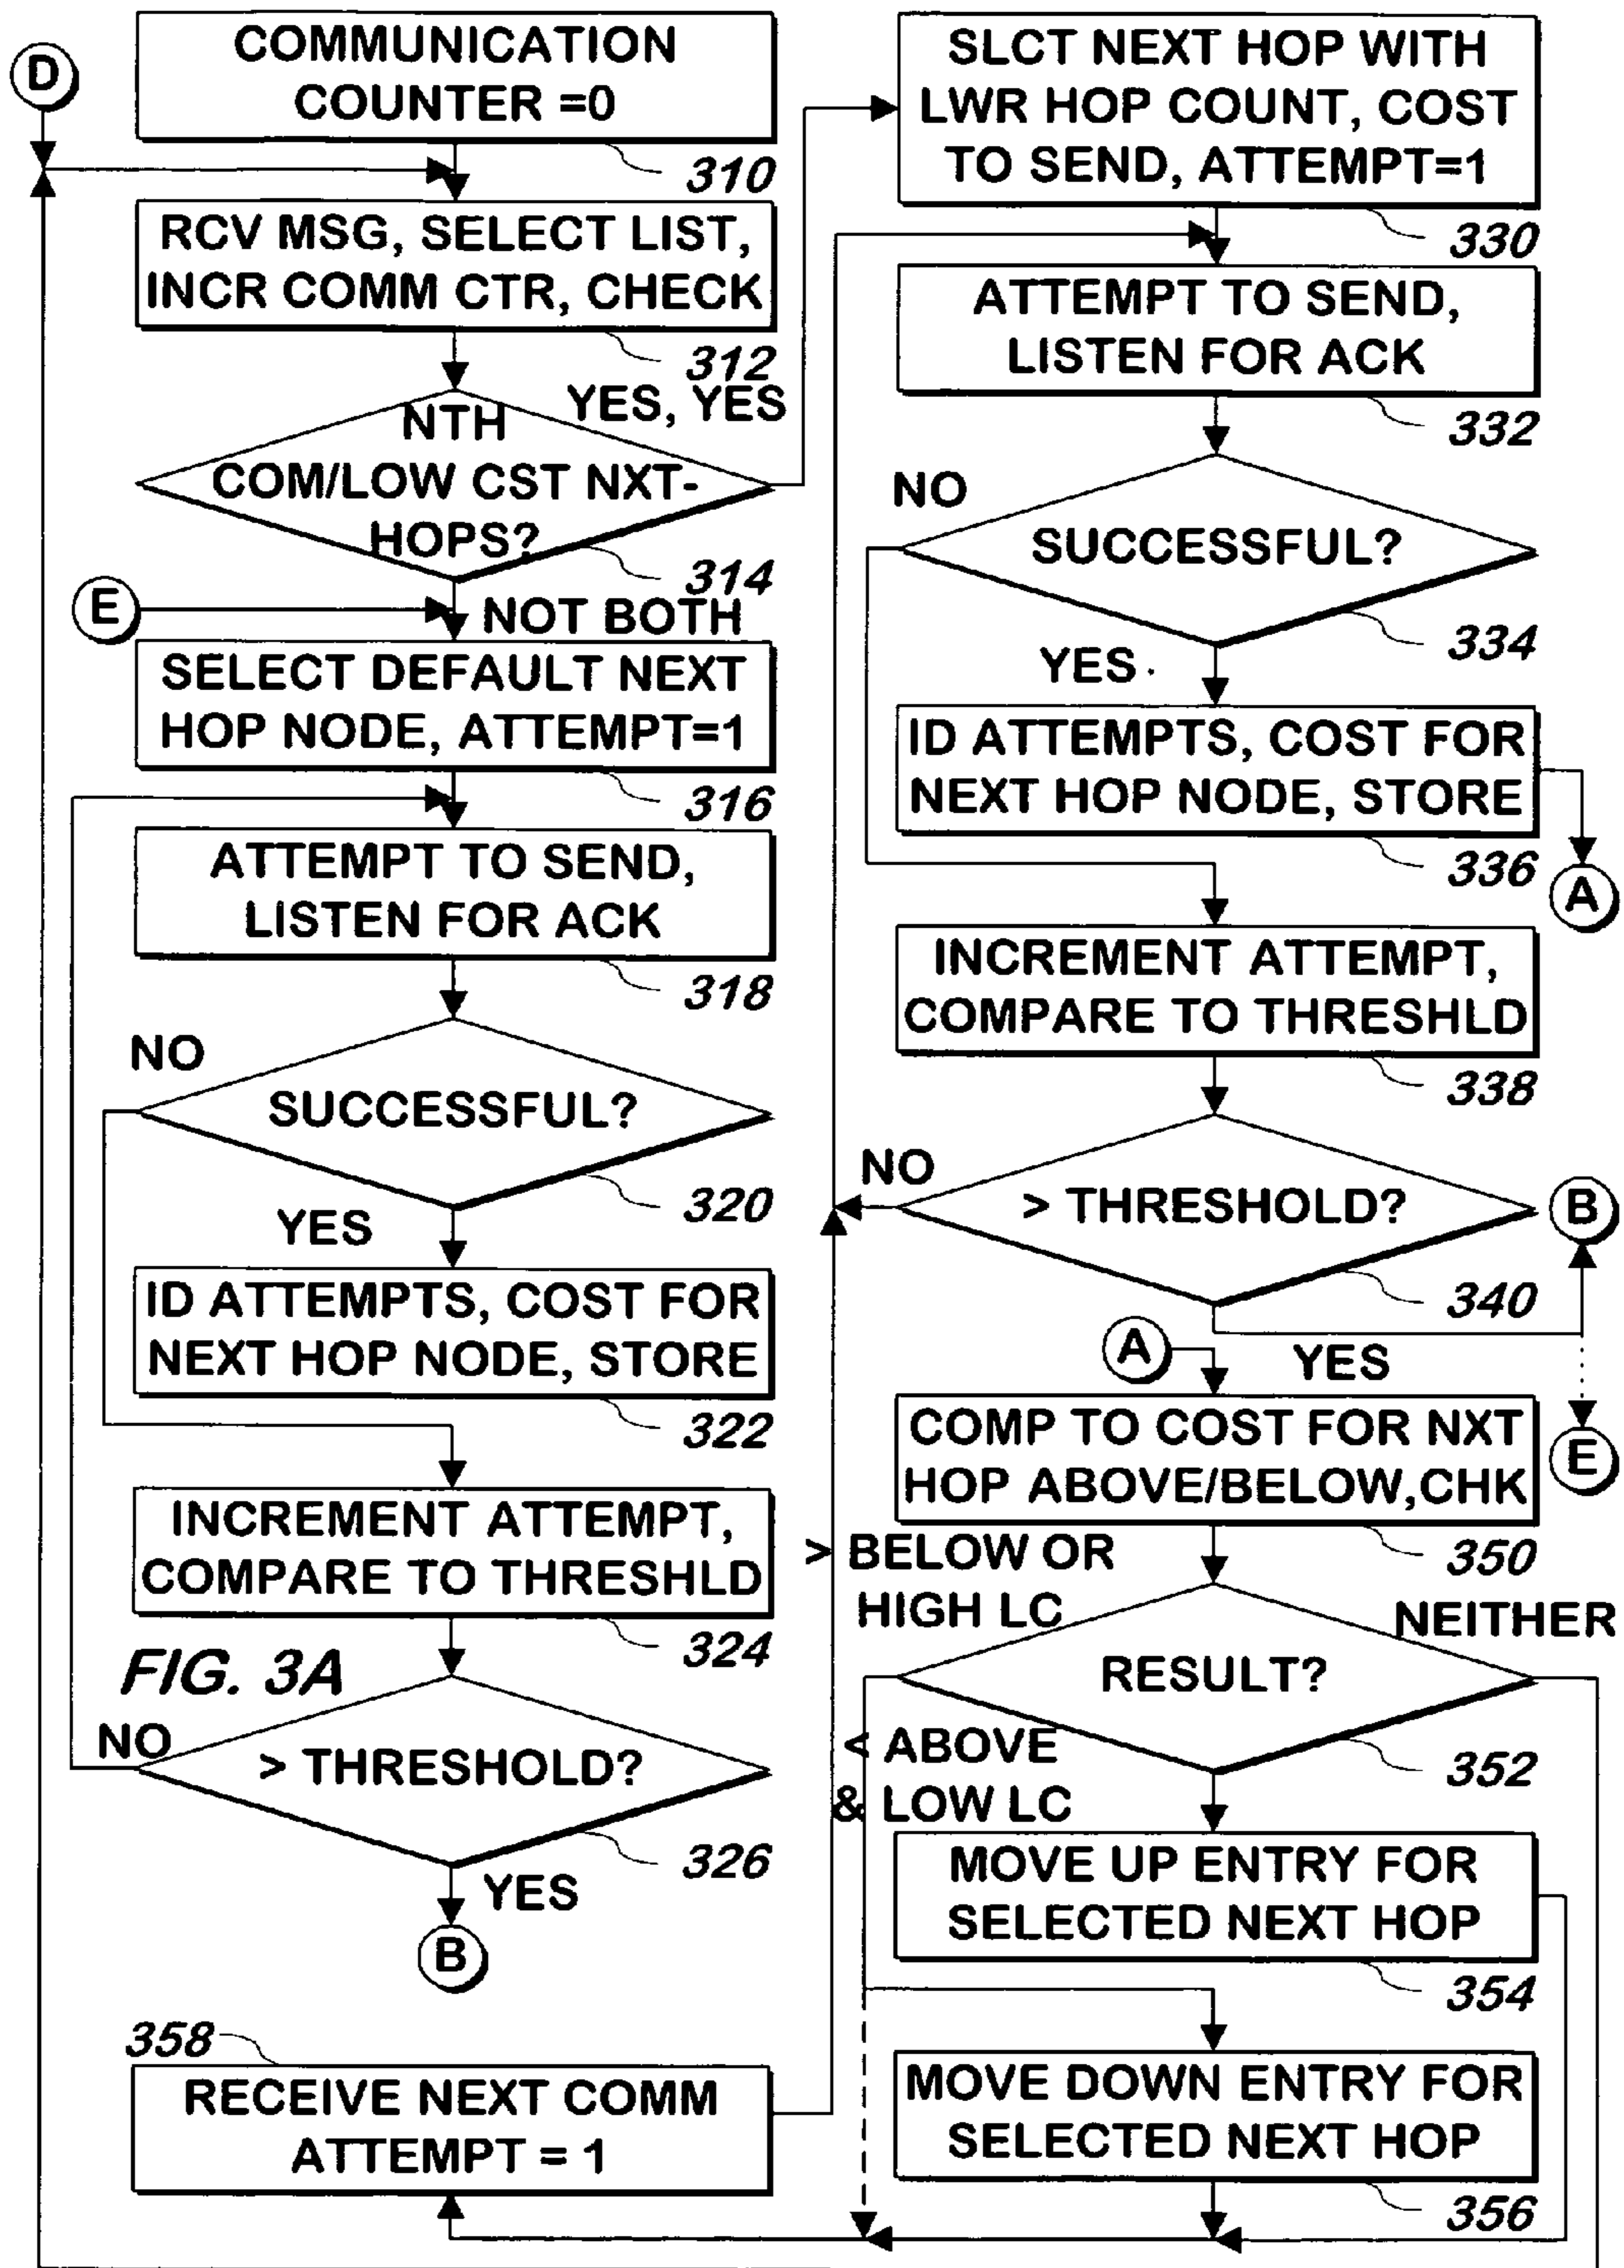 D
COMMUNICATION
COUNTER =0
310
RCV MSG, SELECT LIST,
INCR COMM CTR, CHECK
312
YES, YES
NTH
COM/LOW CST NXT-
HOPS?
314
E
NOT BOTH
SELECT DEFAULT NEXT
HOP NODE, ATTEMPT=1
316
ATTEMPT TO SEND,
LISTEN FOR ACK
318
NO
SUCCESSFUL?
320
YES
ID ATTEMPTS, COST FOR
NEXT HOP NODE, STORE
322
INCREMENT ATTEMPT,
COMPARE TO THRESHLD
324
FIG. 3A
NO
> THRESHOLD?
326
YES
B
358
RECEIVE NEXT COMM
ATTEMPT = 1
SLCT NEXT HOP WITH
LWR HOP COUNT, COST
TO SEND, ATTEMPT=1
330
ATTEMPT TO SEND,
LISTEN FOR ACK
332
NO
SUCCESSFUL?
334
YES
ID ATTEMPTS, COST FOR
NEXT HOP NODE, STORE
336
A
INCREMENT ATTEMPT,
COMPARE TO THRESHLD
338
NO
> THRESHOLD?
B
340
A
YES
COMP TO COST FOR NXT
HOP ABOVE/BELOW,CHK
E
350
> BELOW OR
HIGH LC
NEITHER
RESULT?
352
< ABOVE
& LOW LC
MOVE UP ENTRY FOR
SELECTED NEXT HOP
354
MOVE DOWN ENTRY FOR
SELECTED NEXT HOP
356